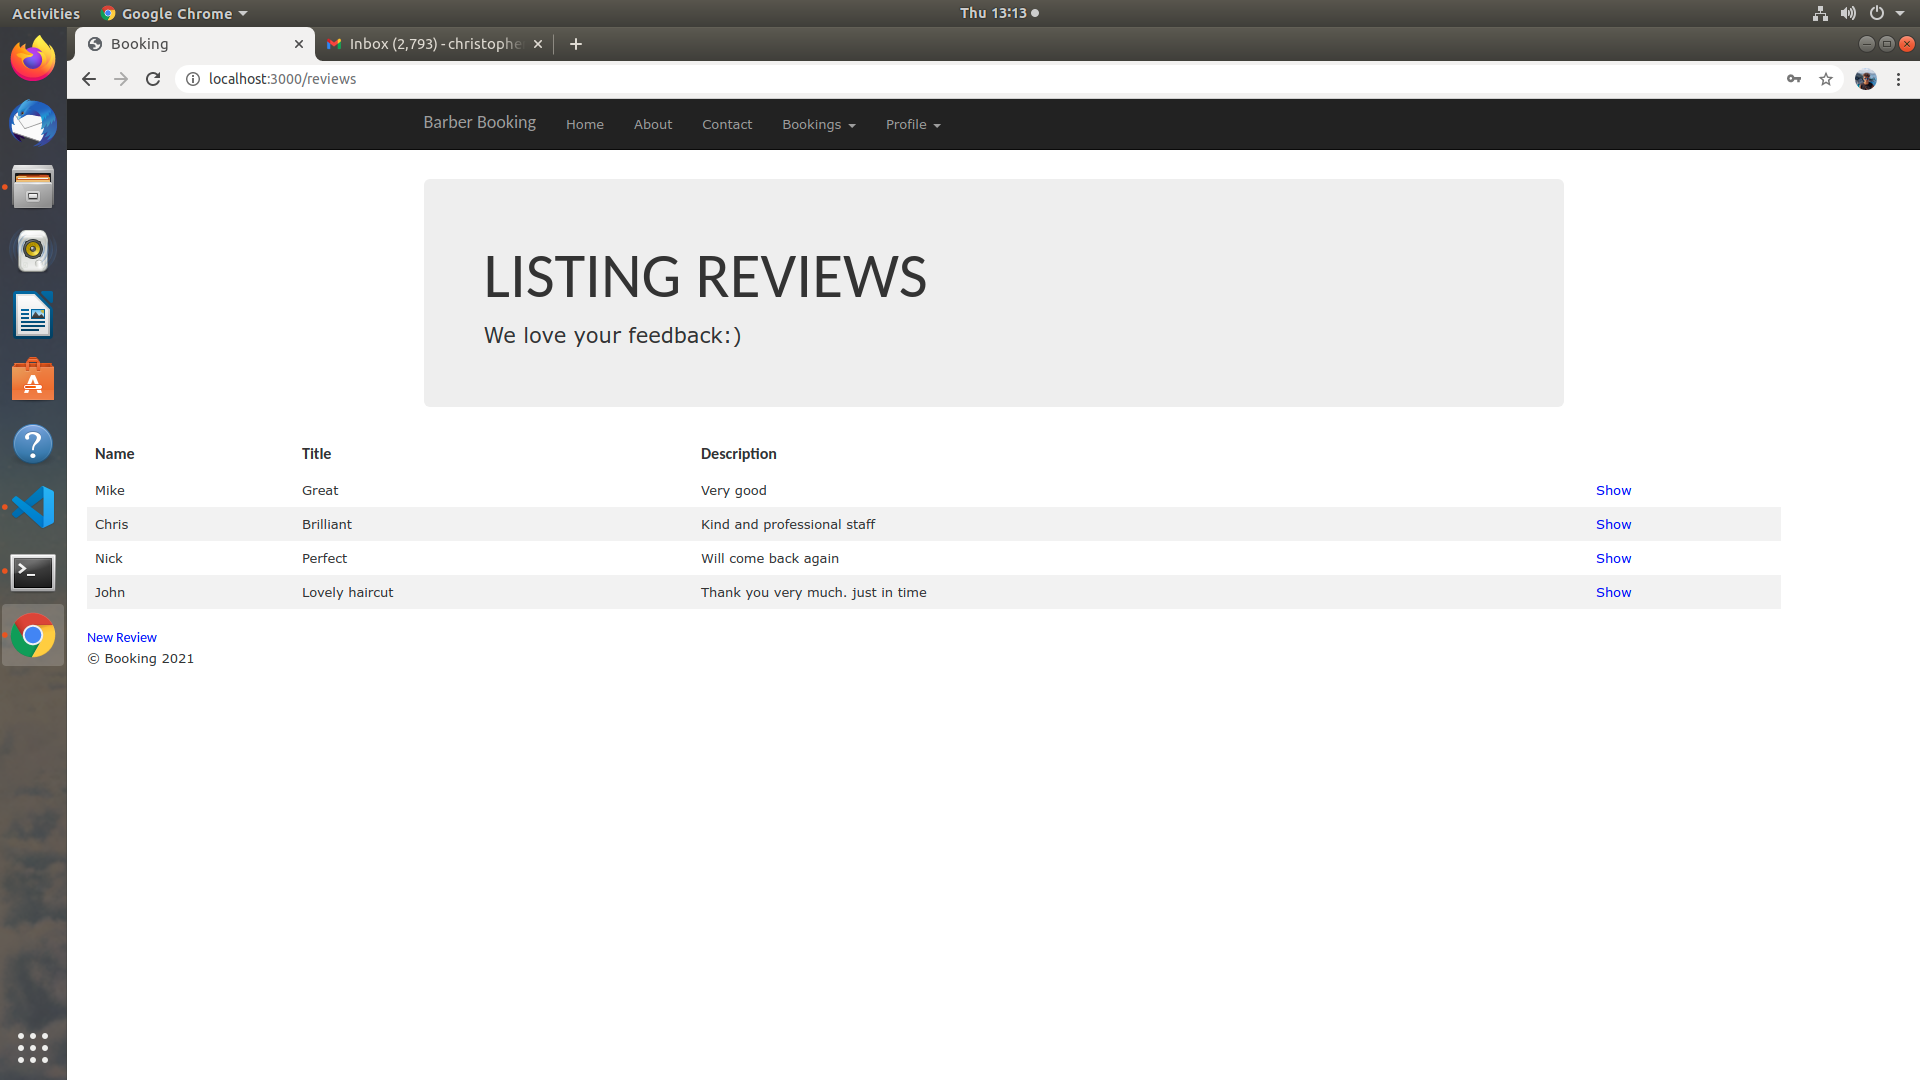 Activities Google Chrome Thu 13:13
Booking Inbox (2,793) - christophe
localhost:3000/reviews
Barber Booking Home About Contact Bookings Profile
LISTING REVIEWS
We love your feedback:)
Name Title Description
Mike Great Very good Show
Chris Brilliant Kind and professional staff Show
Nick Perfect Will come back again Show
John Lovely haircut Thank you very much. just in time Show
New Review
© Booking 2021